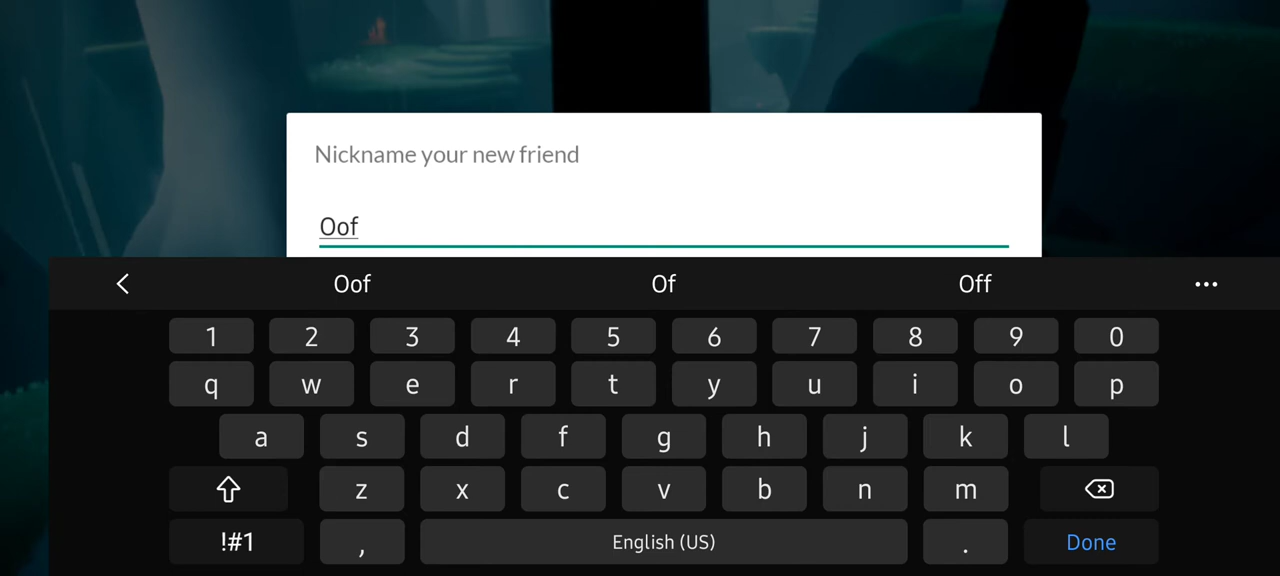 Nickname your new friend
Oof
Oof Of Off
1 2 3 4 5 6 7 8 9 0
q w e r t y u i o p
a s d f g h j k l
z x c v b n m
!#1 , English (US) . Done